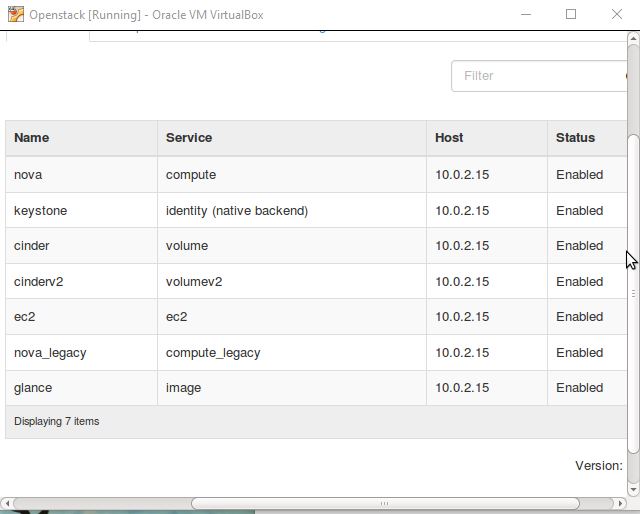 Openstack [Running] - Oracle VM VirtualBox
Filter
Name Service Host Status
nova compute 10.0.2.15 Enabled
keystone identity (native backend) 10.0.2.15 Enabled
cinder volume 10.0.2.15 Enabled
cinderv2 volumev2 10.0.2.15 Enabled
ec2 ec2 10.0.2.15 Enabled
nova_legacy compute_legacy 10.0.2.15 Enabled
glance image 10.0.2.15 Enabled
Displaying 7 items
Version: